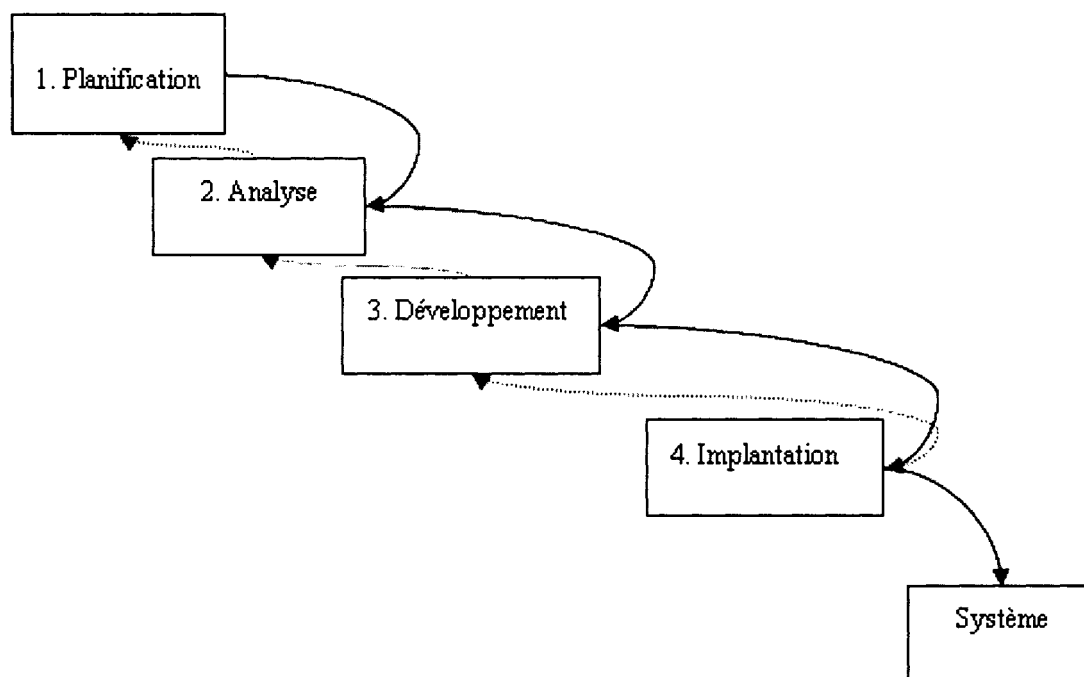 1. Planification
2. Analyse
3. Développement
4. Implantation
Système